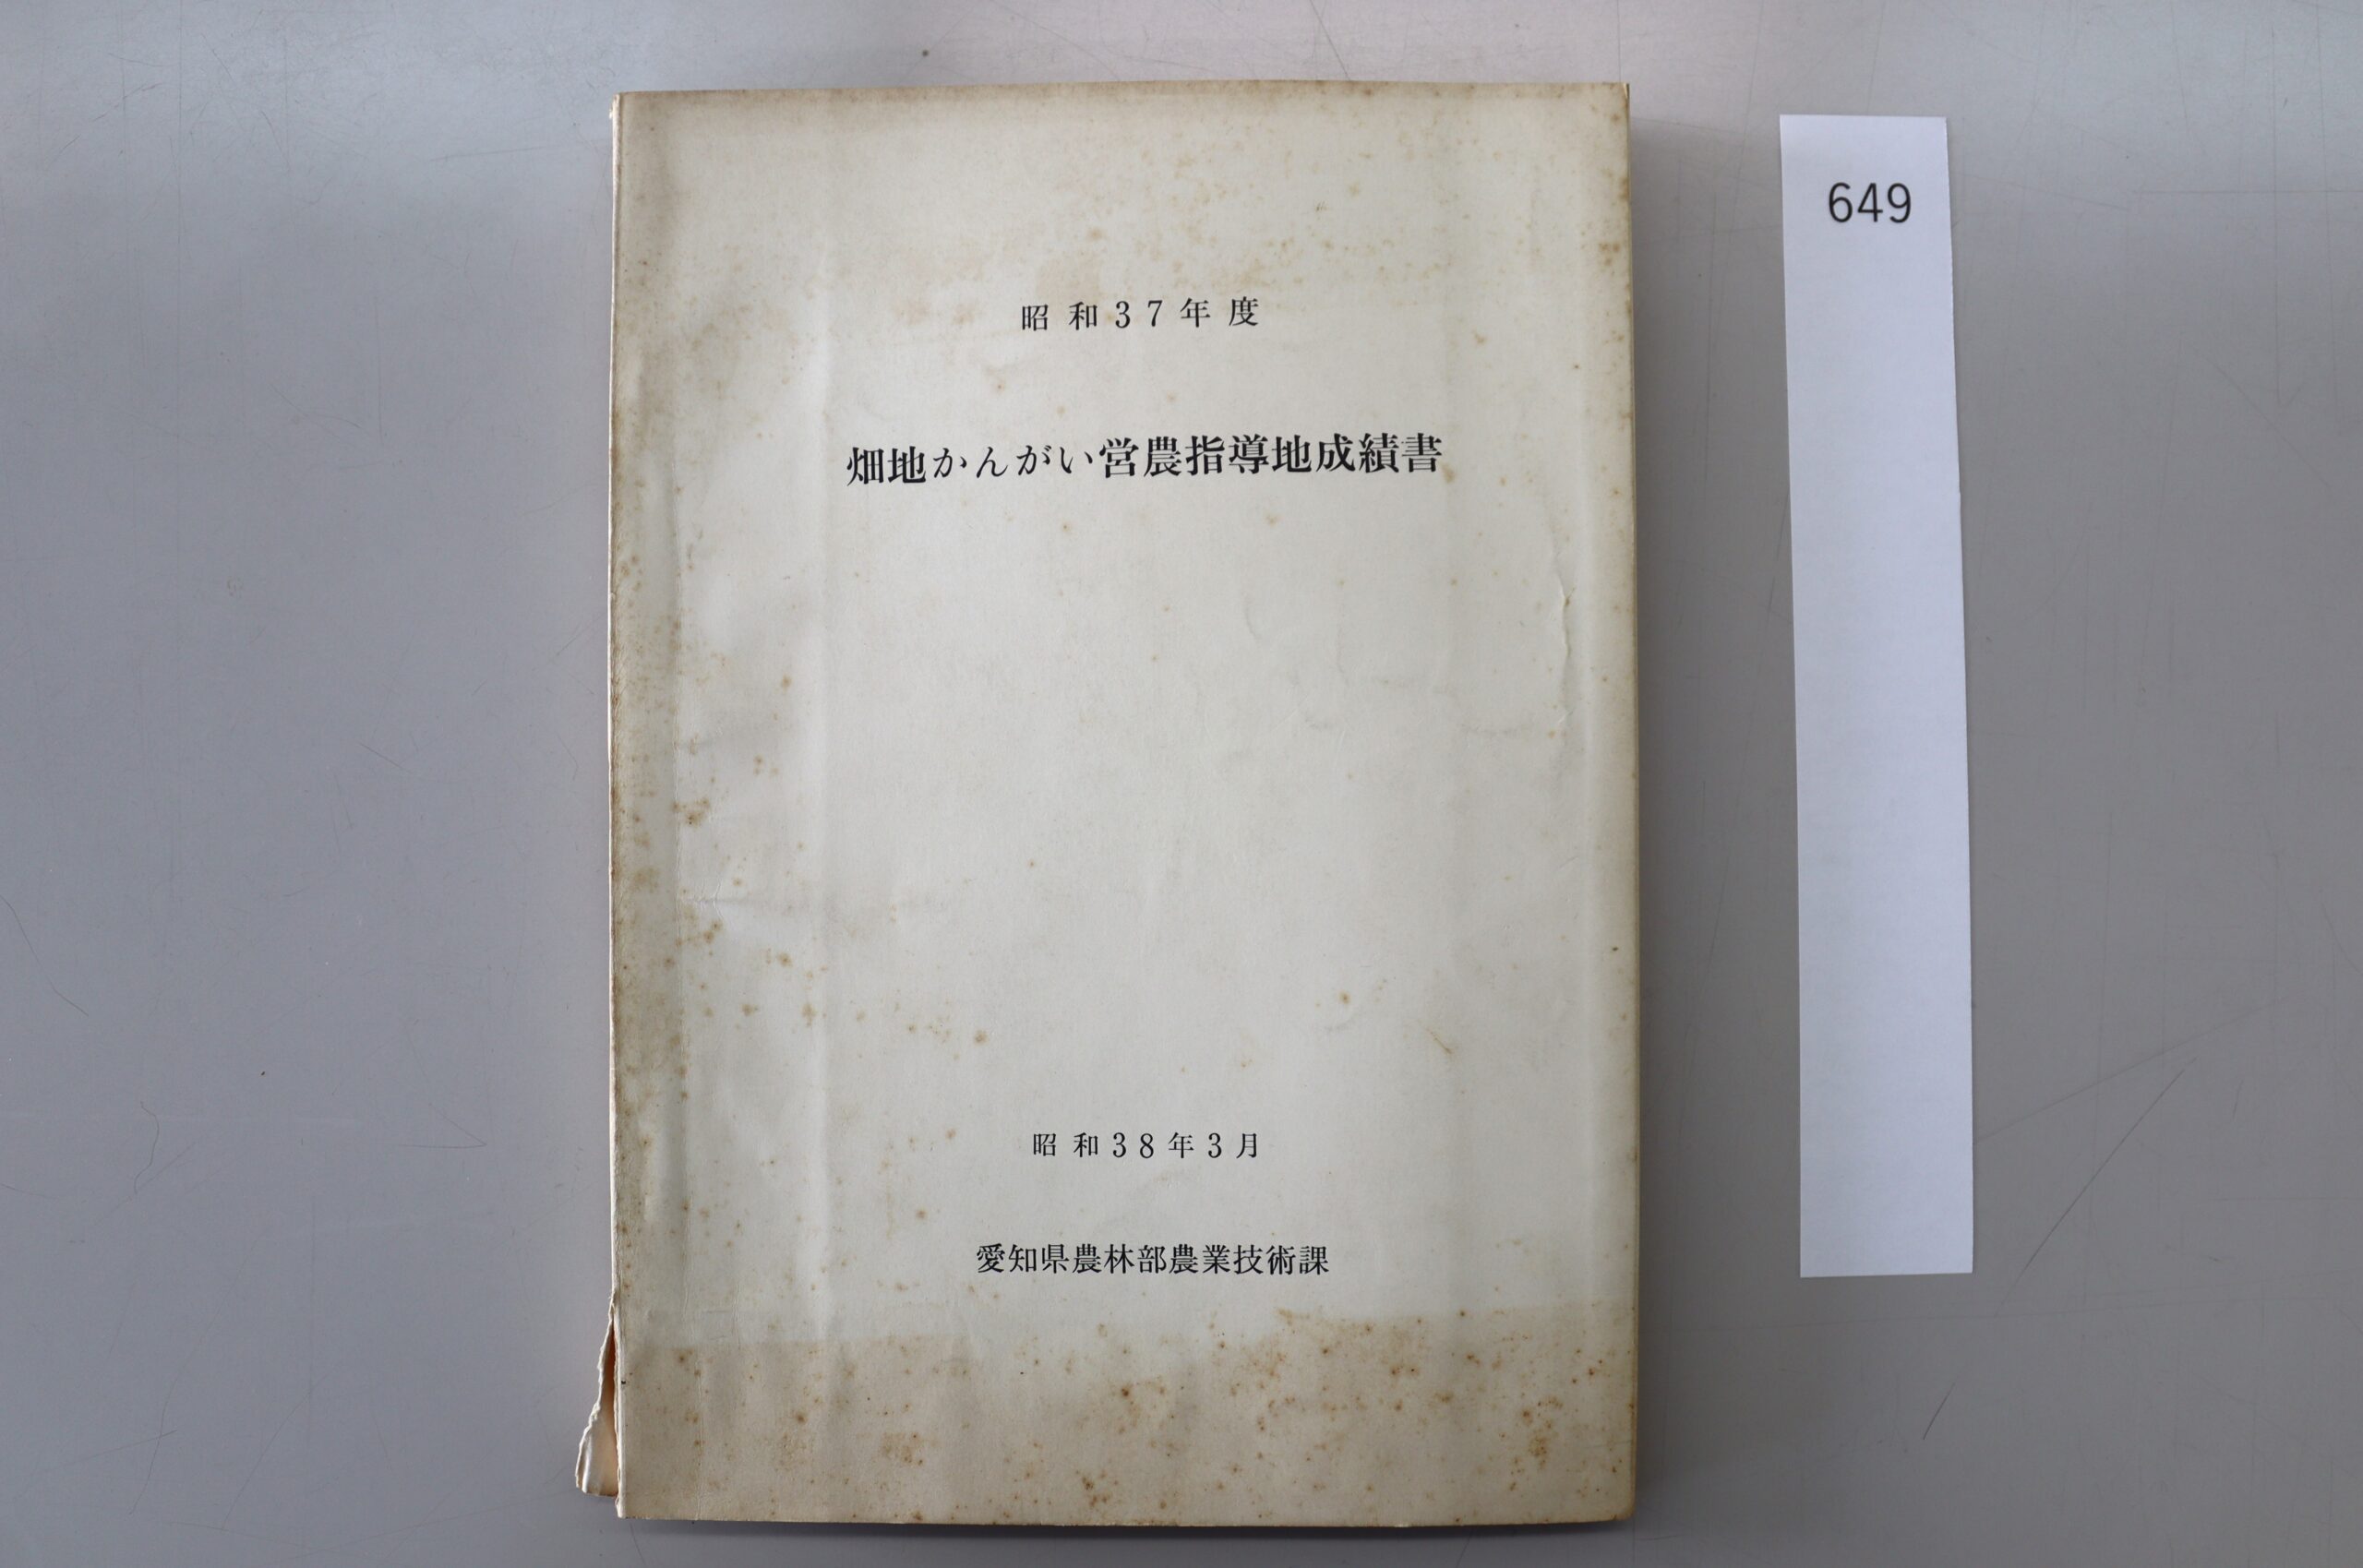 昭和37年度
畑地かんがい営農指導地成績書
昭和38年3月
愛知県農林部農業技術課
649